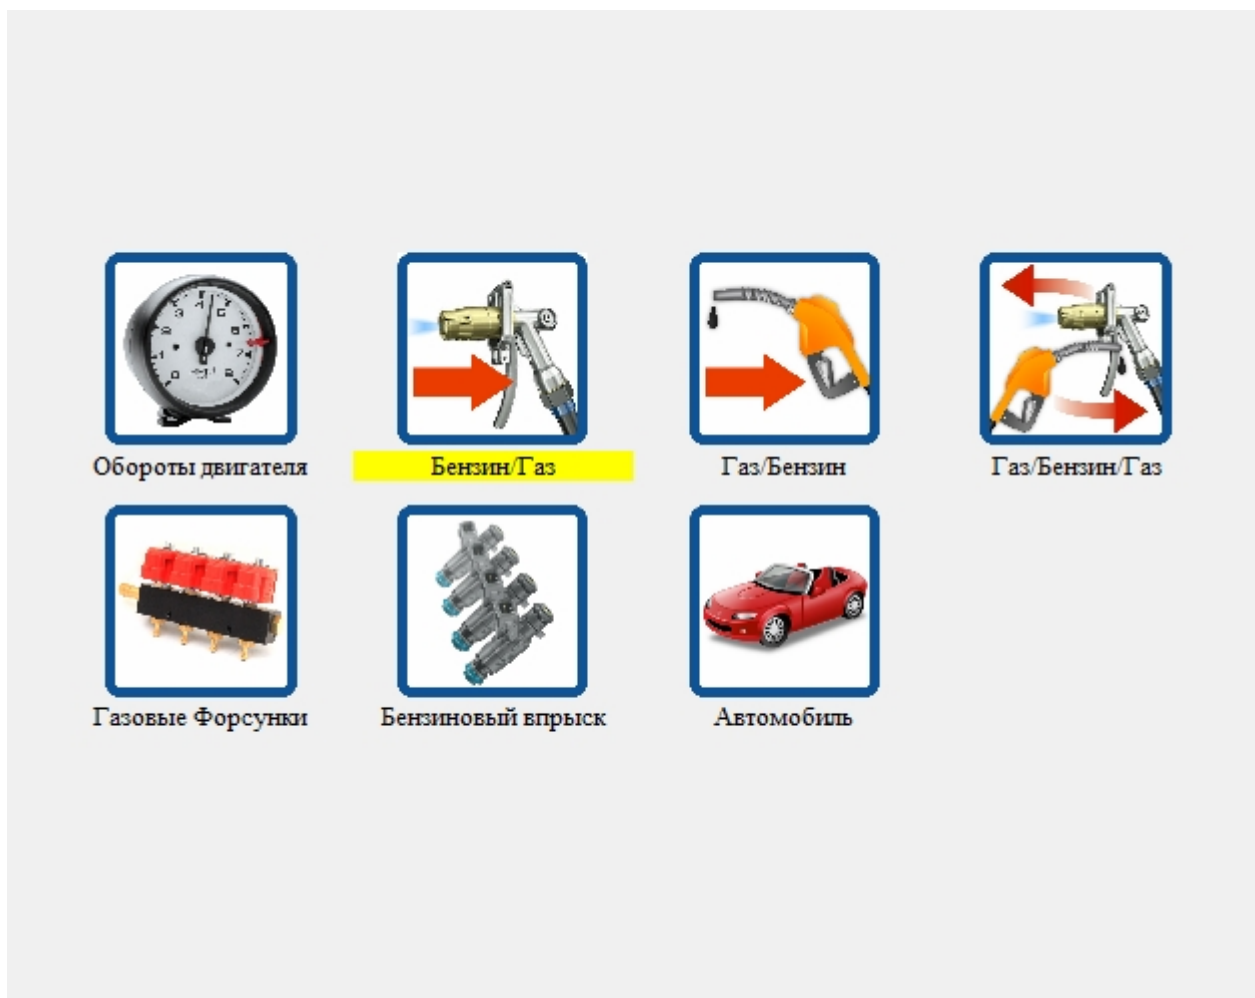 Обороты двигателя
Бензин/Газ
Газ/Бензин
Газ/Бензин/Газ
Газовые Форсунки
Бензиновый впрыск
Автомобиль